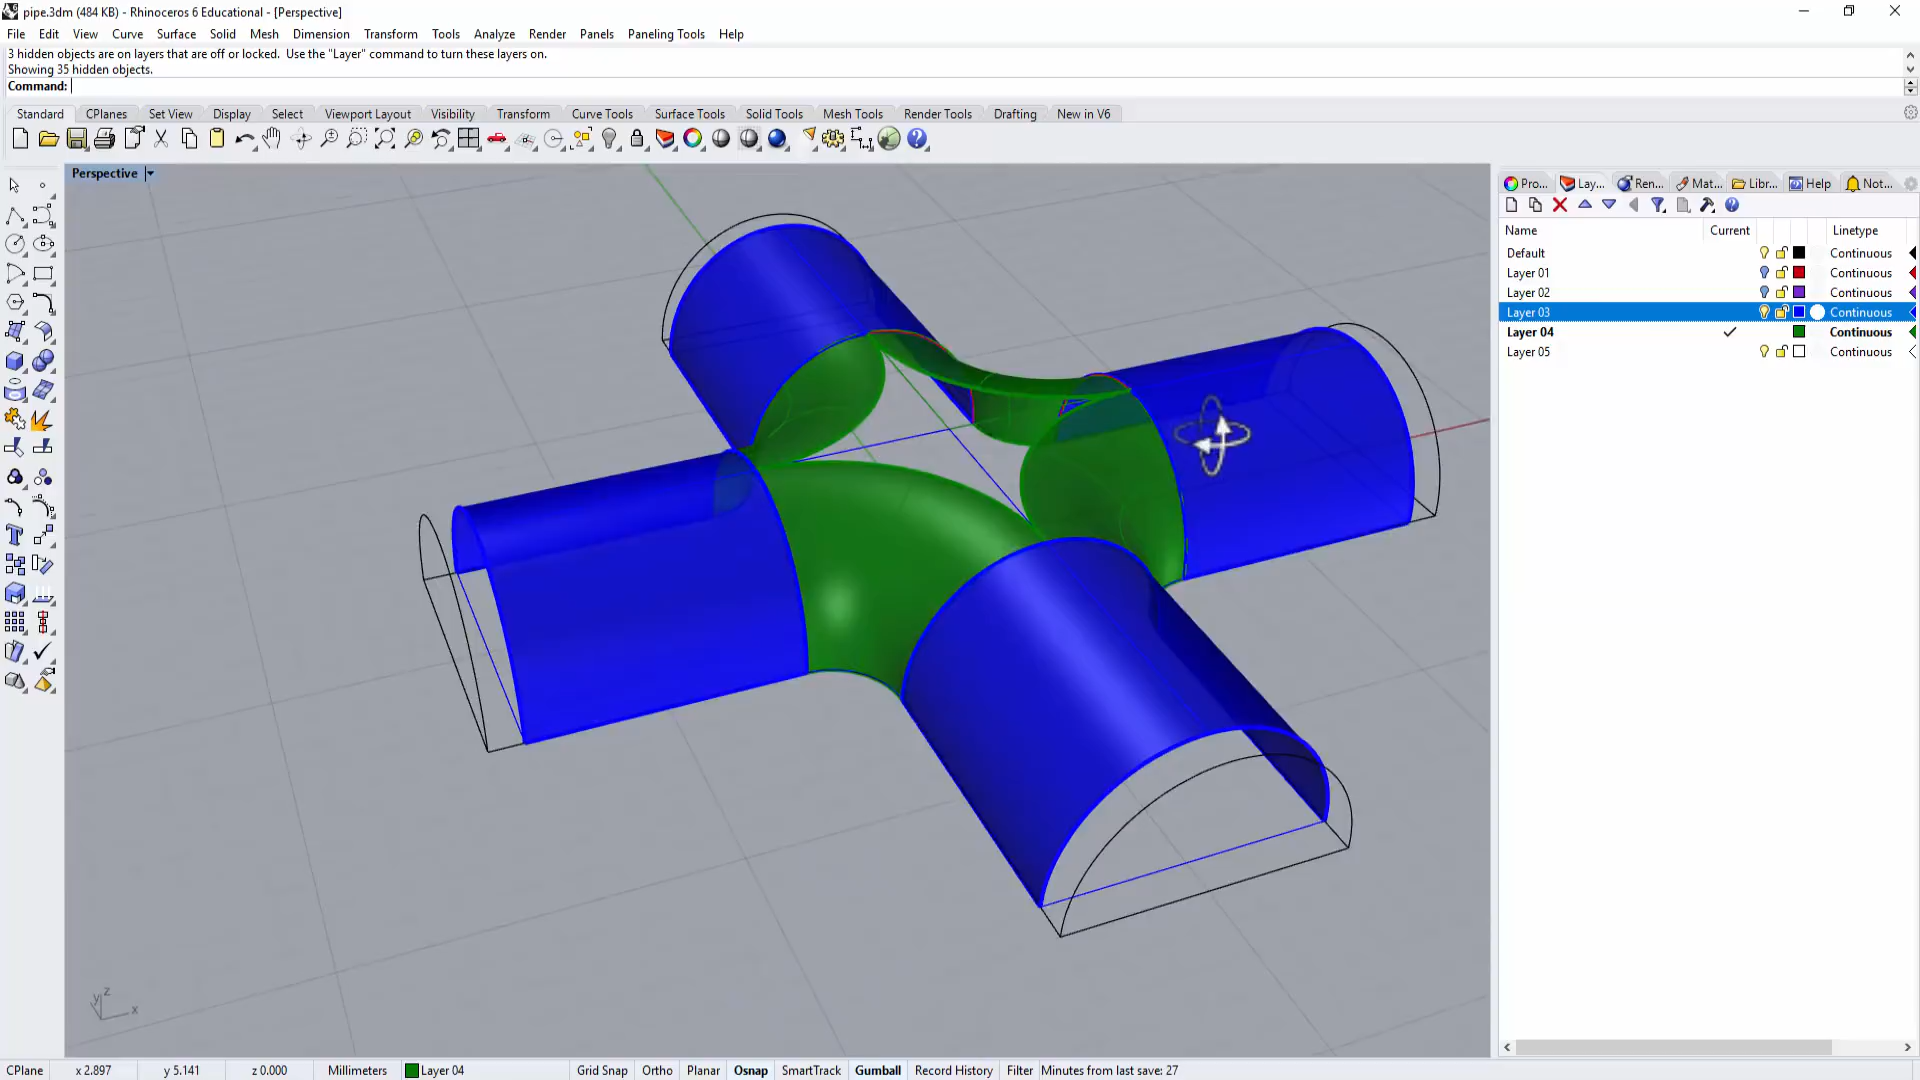 pipe.3dm (484 KB) - Rhinoceros 6 Educational - [Perspective]
File Edit View Curve Surface Solid Mesh Dimension Transform Tools Analyze Render Panels Paneling Tools Help
3 hidden objects are on layers that are off or locked. Use the "Layer" command to turn these layers on.
Showing 35 hidden objects.
Command:
Standard CPlanes Set View Display Select Viewport Layout Visibility Transform Curve Tools Surface Tools Solid Tools Mesh Tools Render Tools Drafting New in V6
Perspective
Pro... Lay... Ren... Mat... Libr... Help Not...
Name Current Linetype
Default Continuous
Layer 01 Continuous
Layer 02 Continuous
Layer 03 Continuous
Layer 04 Continuous
Layer 05 Continuous
z
y
x
CPlane x 2.897 y 5.141 z 0.000 Millimeters Layer 04 Grid Snap Ortho Planar Osnap SmartTrack Gumball Record History Filter Minutes from last save: 27